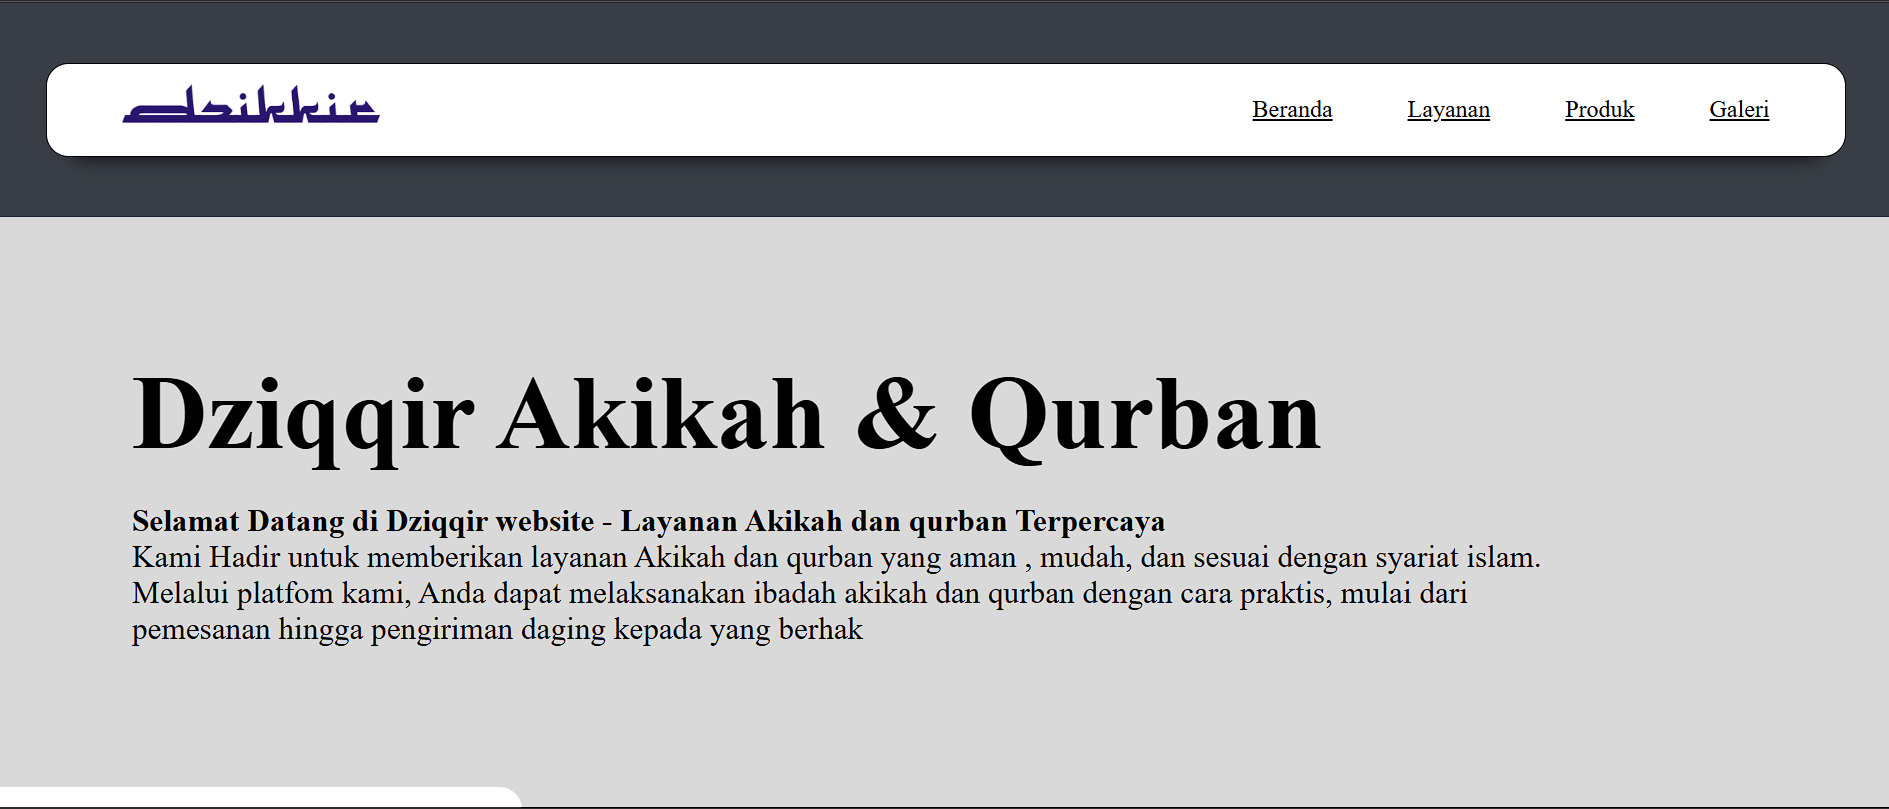 dzikkir
Beranda Layanan Produk Galeri
Dziqqir Akikah & Qurban
Selamat Datang di Dziqqir website - Layanan Akikah dan qurban Terpercaya
Kami Hadir untuk memberikan layanan Akikah dan qurban yang aman , mudah, dan sesuai dengan syariat islam.
Melalui platfom kami, Anda dapat melaksanakan ibadah akikah dan qurban dengan cara praktis, mulai dari
pemesanan hingga pengiriman daging kepada yang berhak